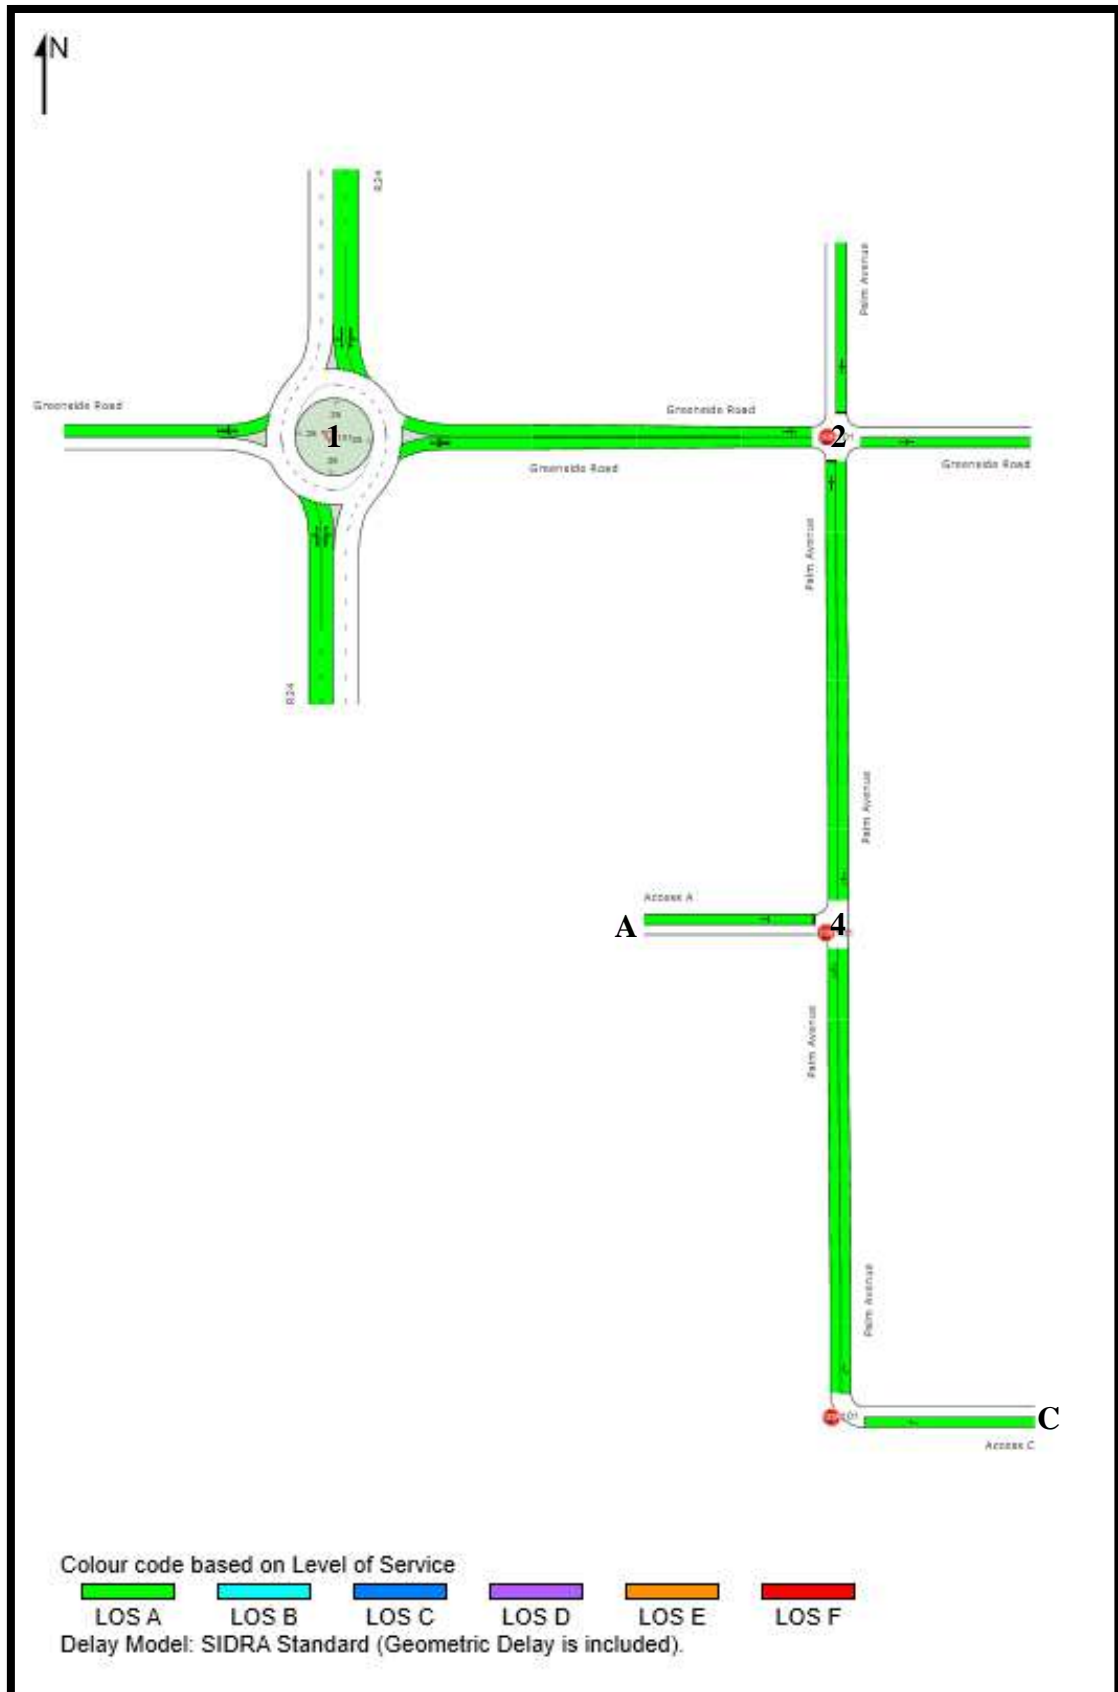 N
R24
Palm Avenue
Greenside Road
Greenside Road
1
2
Greenside Road
Greenside Road
Palm Avenue
R24
Palm Avenue
Access A
A
4
Palm Avenue
Palm Avenue
C
Access C
Colour code based on Level of Service
LOS A LOS B LOS C LOS D LOS E LOS F
Delay Model: SIDRA Standard (Geometric Delay is included).